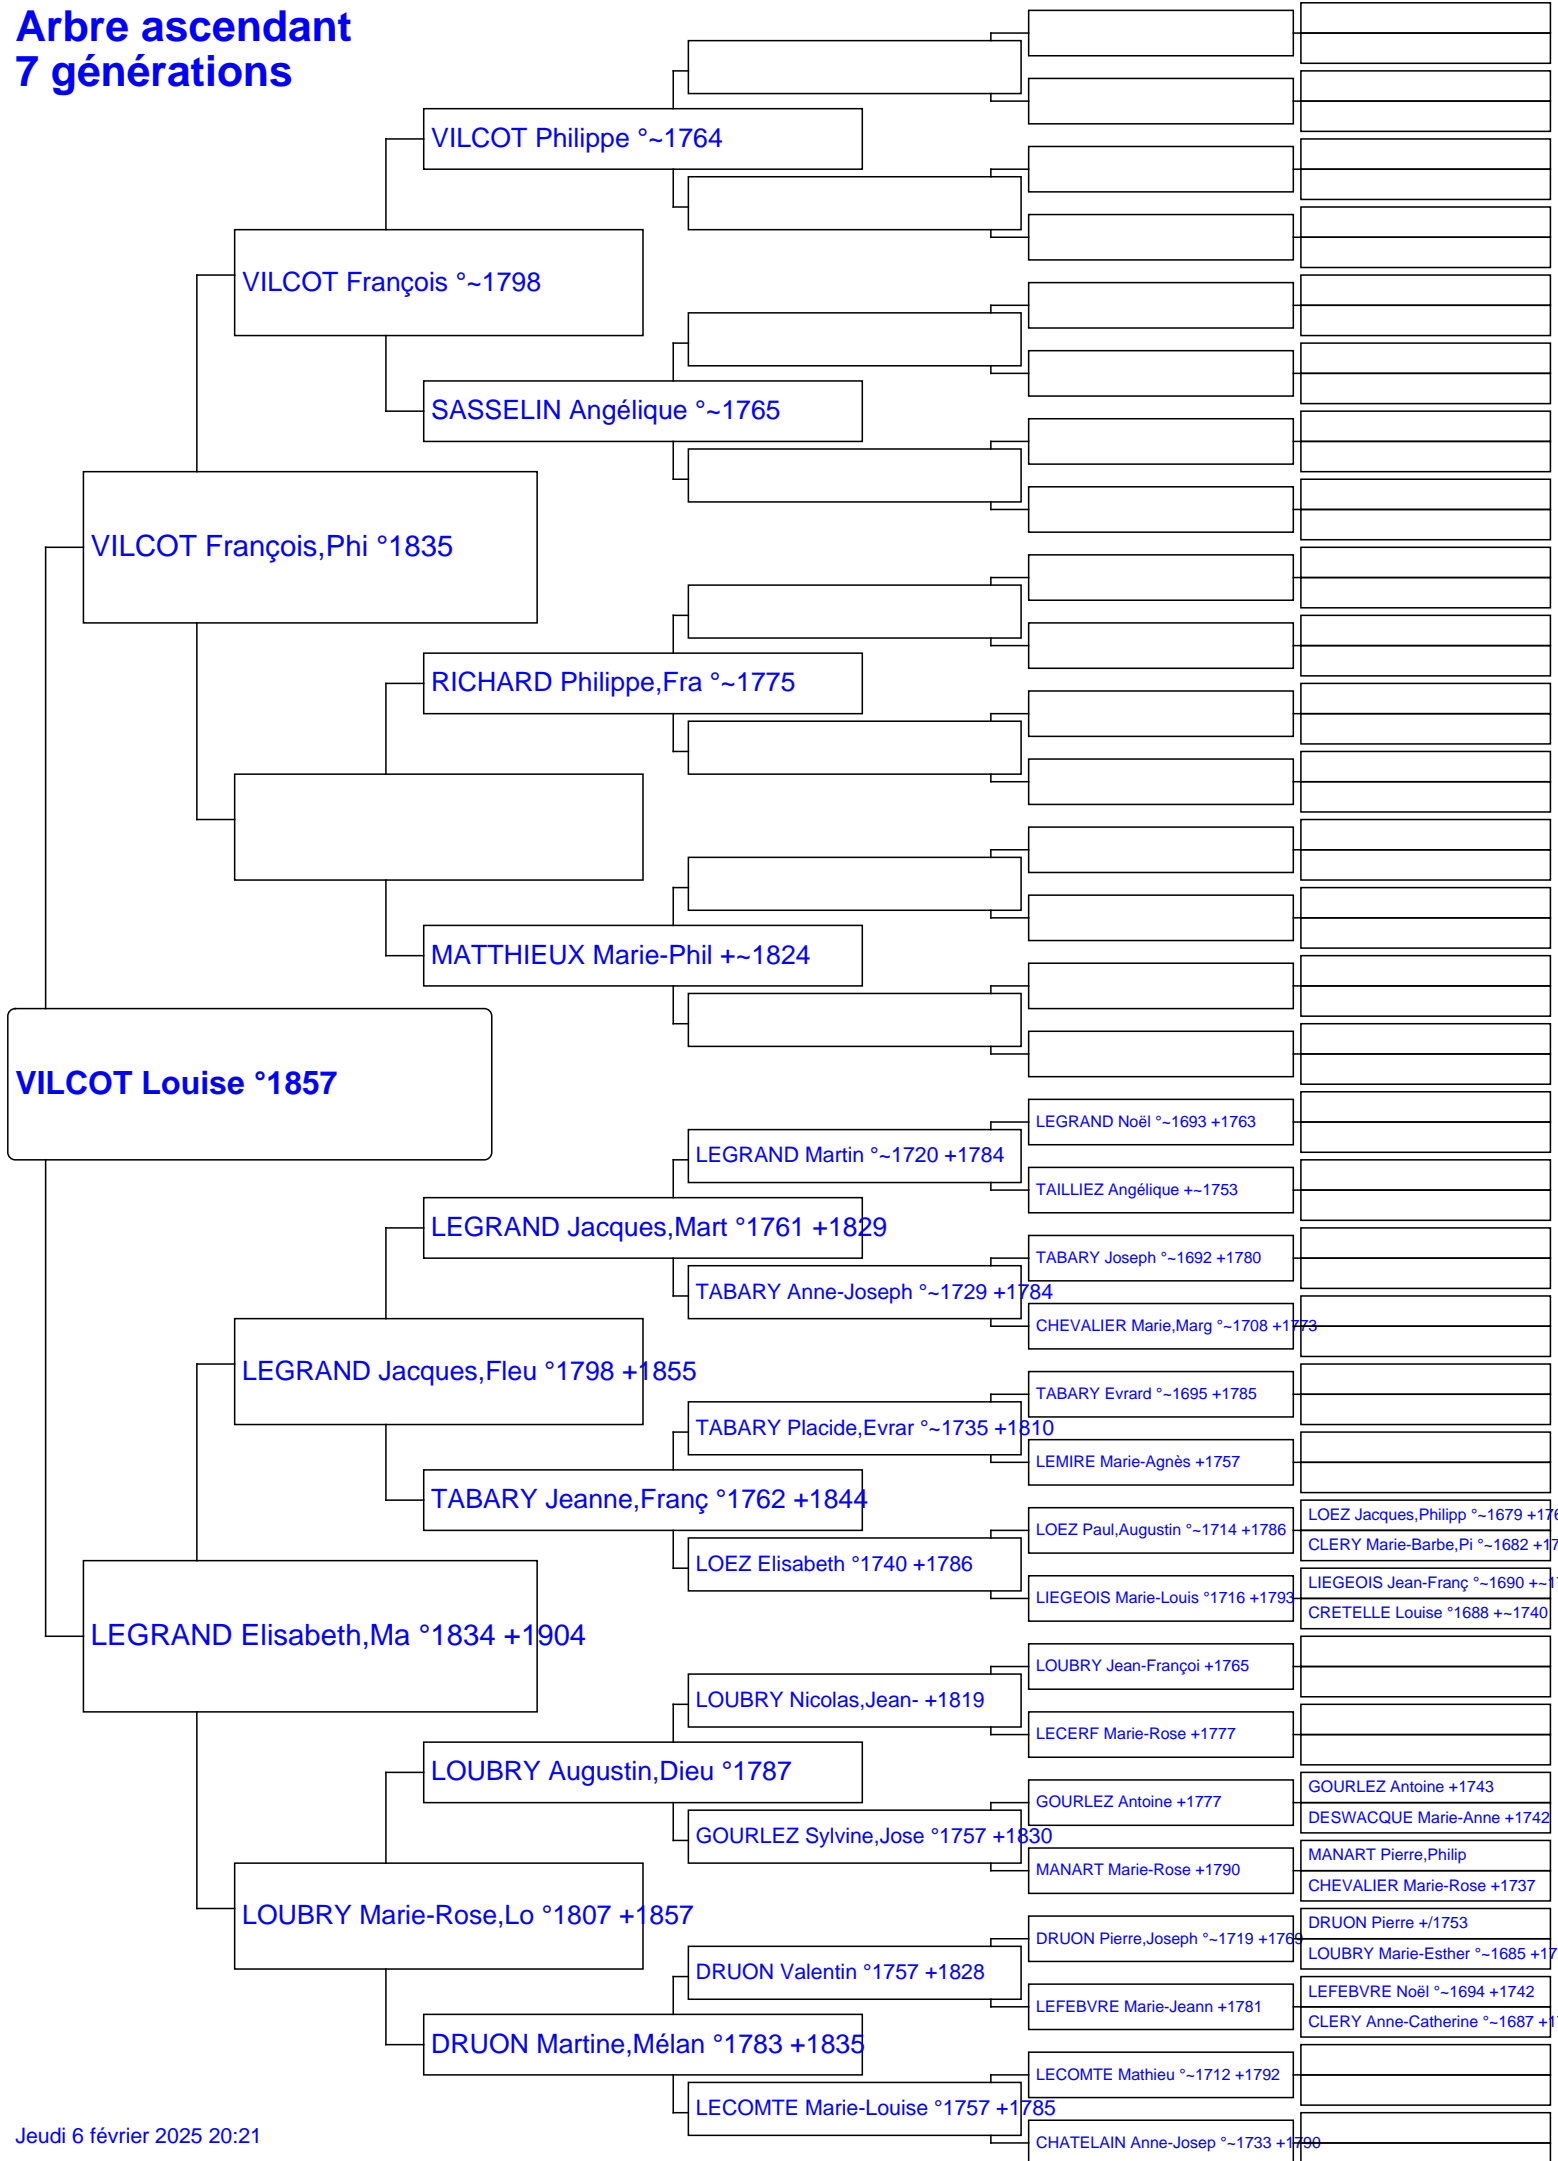 Arbre ascendant
7 générations
VILCOT Philippe °~1764
VILCOT François °~1798
SASSELIN Angélique °~1765
VILCOT François,Phi °1835
RICHARD Philippe,Fra °~1775
MATTHIEUX Marie-Phil +~1824
VILCOT Louise °1857
LEGRAND Noël °~1693 +1763
LEGRAND Martin °~1720 +1784
TAILLIEZ Angélique +~1753
LEGRAND Jacques,Mart °1761 +1829
TABARY Joseph °~1692 +1780
TABARY Anne-Joseph °~1729 +1784
CHEVALIER Marie,Marg °~1708 +1773
LEGRAND Jacques,Fleu °1798 +1855
TABARY Evrard °~1695 +1785
TABARY Placide,Evrar °~1735 +1810
LEMIRE Marie-Agnès +1757
TABARY Jeanne,Franç °1762 +1844
LOEZ Jacques,Philipp °~1679 +176
LOEZ Paul,Augustin °~1714 +1786
CLERY Marie-Barbe,Pi °~1682 +17
LOEZ Elisabeth °1740 +1786
LIEGEOIS Jean-Franç °~1690 +~1
LIEGEOIS Marie-Louis °1716 +1793
CRETELLE Louise °1688 +~1740
LEGRAND Elisabeth,Ma °1834 +1904
LOUBRY Jean-Françoi +1765
LOUBRY Nicolas,Jean- +1819
LECERF Marie-Rose +1777
LOUBRY Augustin,Dieu °1787
GOURLEZ Antoine +1743
GOURLEZ Antoine +1777
DESWACQUE Marie-Anne +1742
GOURLEZ Sylvine,Jose °1757 +1830
MANART Pierre,Philip
MANART Marie-Rose +1790
CHEVALIER Marie-Rose +1737
LOUBRY Marie-Rose,Lo °1807 +1857
DRUON Pierre +/1753
DRUON Pierre,Joseph °~1719 +1769
LOUBRY Marie-Esther °~1685 +17
DRUON Valentin °1757 +1828
LEFEBVRE Noël °~1694 +1742
LEFEBVRE Marie-Jeann +1781
CLERY Anne-Catherine °~1687 +1
DRUON Martine,Mélan °1783 +1835
LECOMTE Mathieu °~1712 +1792
LECOMTE Marie-Louise °1757 +1785
CHATELAIN Anne-Josep °~1733 +1790
Jeudi 6 février 2025 20:21